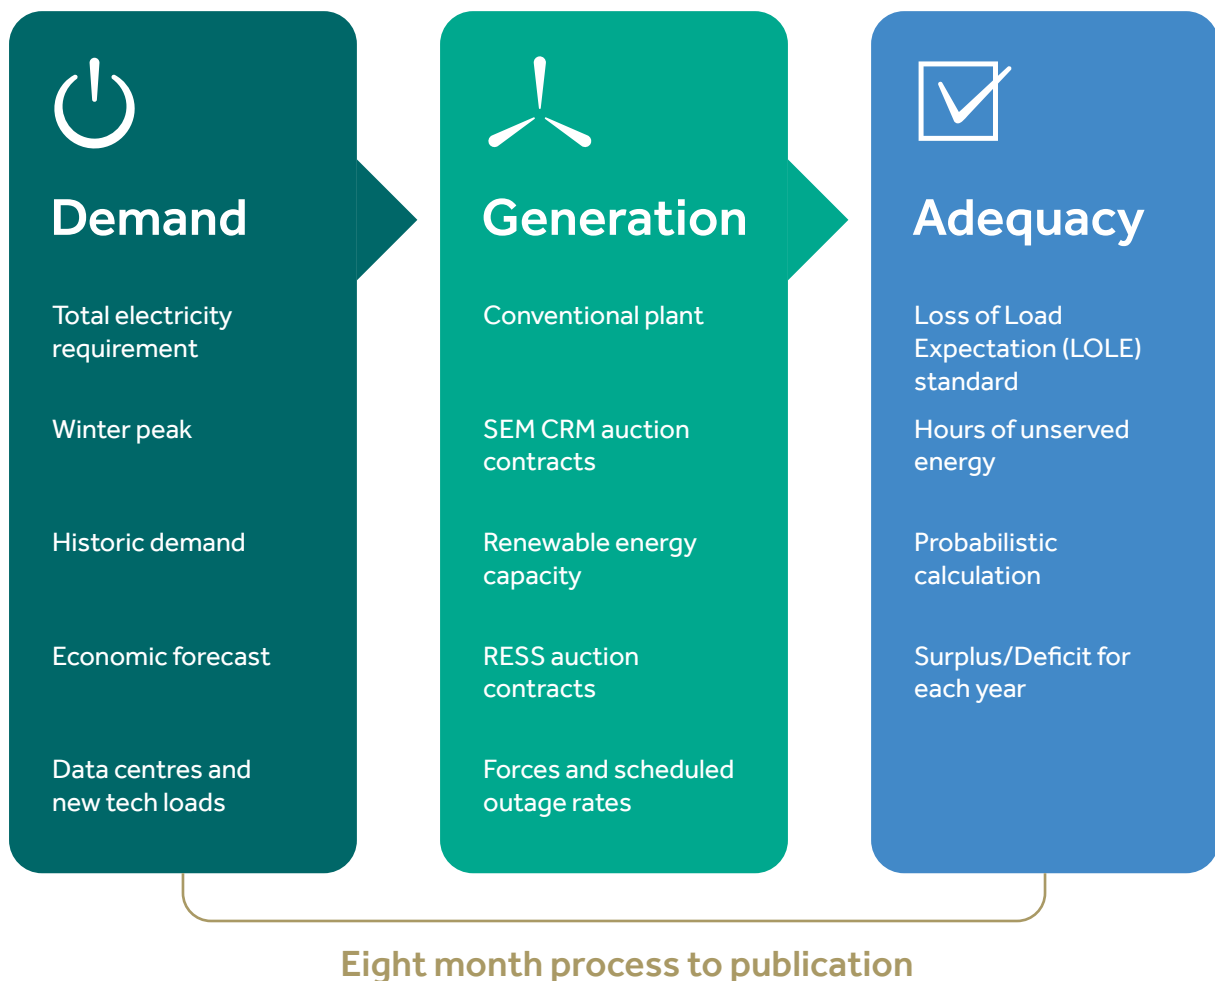 Demand
Total electricity
requirement
Winter peak
Historic demand
Economic forecast
Data centres and
new tech loads
Generation
Conventional plant
SEM CRM auction
contracts
Renewable energy
capacity
RESS auction
contracts
Forces and scheduled
outage rates
Adequacy
Loss of Load
Expectation (LOLE)
standard
Hours of unserved
energy
Probabilistic
calculation
Surplus/Deficit for
each year
Eight month process to publication